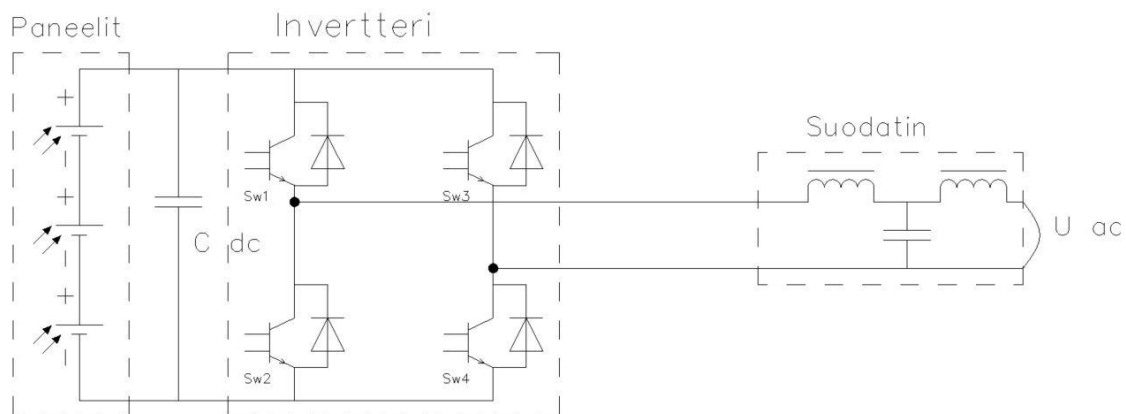 Paneelit
Invertteri
Suodatin
+
-
+
-
+
-
C dc
Sw1
Sw3
Sw2
Sw4
U ac